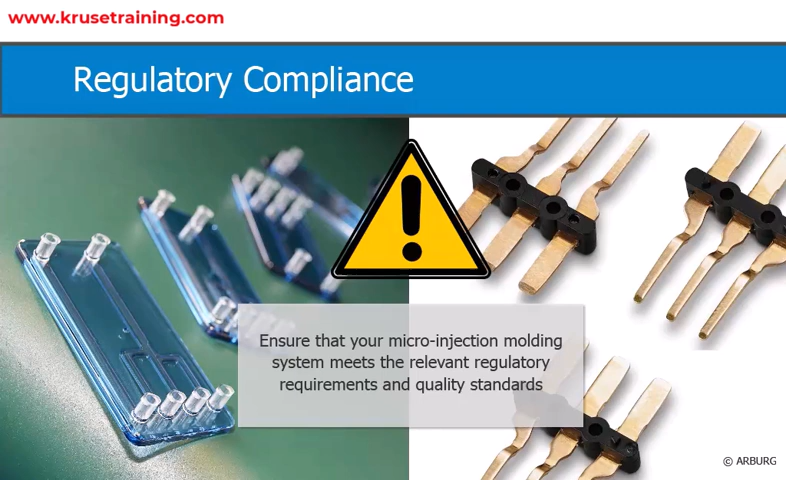 www.krusetraining.com
Regulatory Compliance
Ensure that your micro-injection molding
system meets the relevant regulatory
requirements and quality standards
© ARBURG